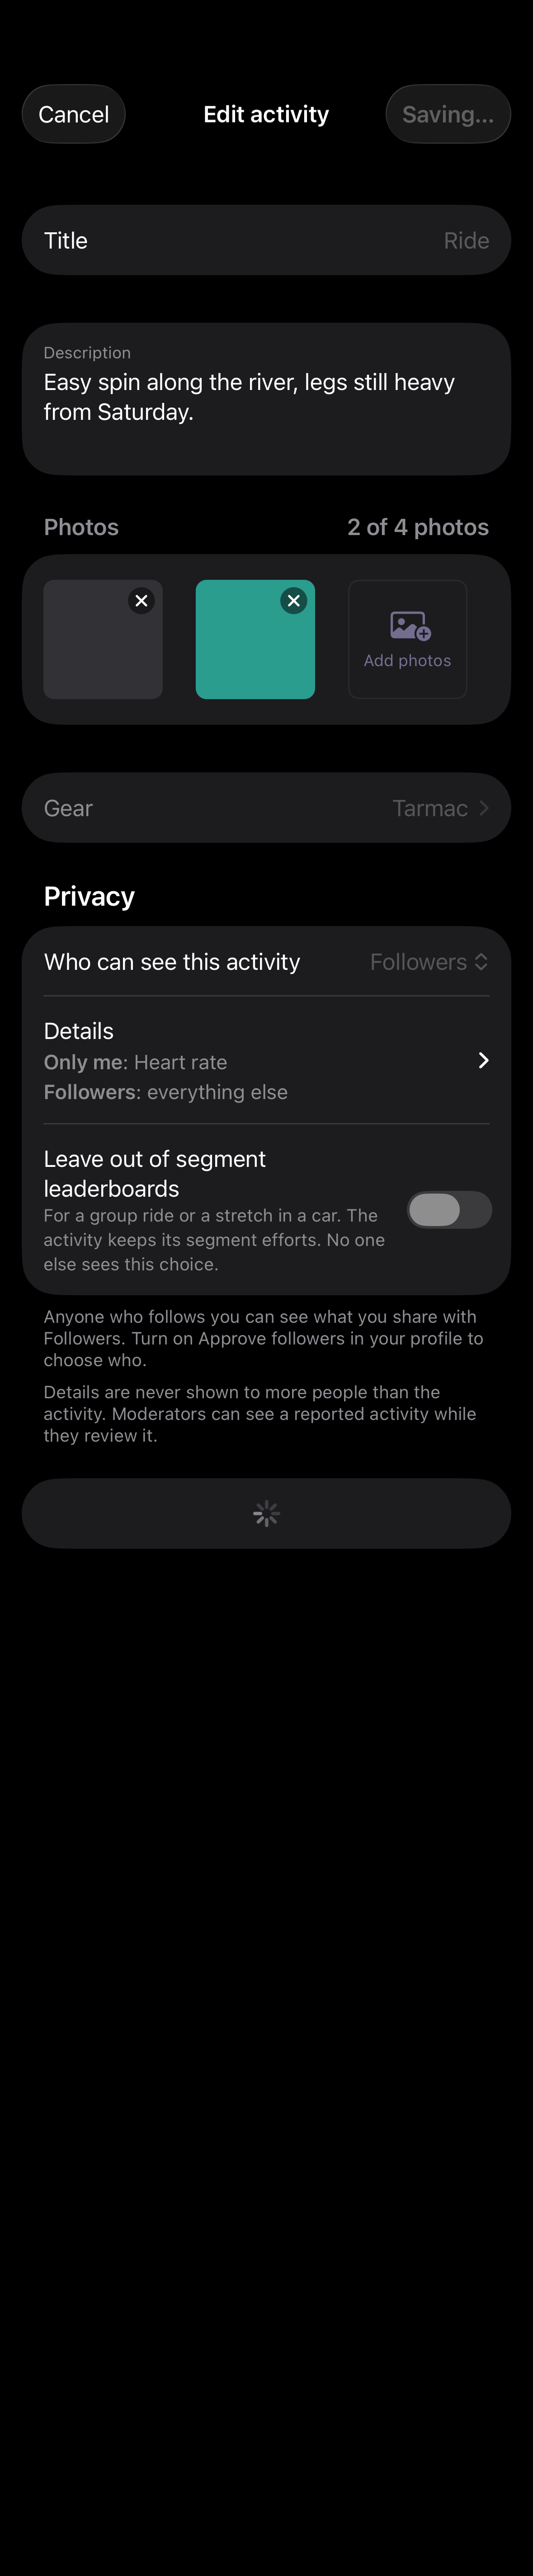 Cancel
Edit activity
Saving...
Title
Ride
Description
Easy spin along the river, legs still heavy
from Saturday.
Photos
2 of 4 photos
Add photos
Gear
Tarmac
Privacy
Who can see this activity
Followers
Details
Only me: Heart rate
Followers: everything else
Leave out of segment
leaderboards
For a group ride or a stretch in a car. The
activity keeps its segment efforts. No one
else sees this choice.
Anyone who follows you can see what you share with
Followers. Turn on Approve followers in your profile to
choose who.
Details are never shown to more people than the
activity. Moderators can see a reported activity while
they review it.